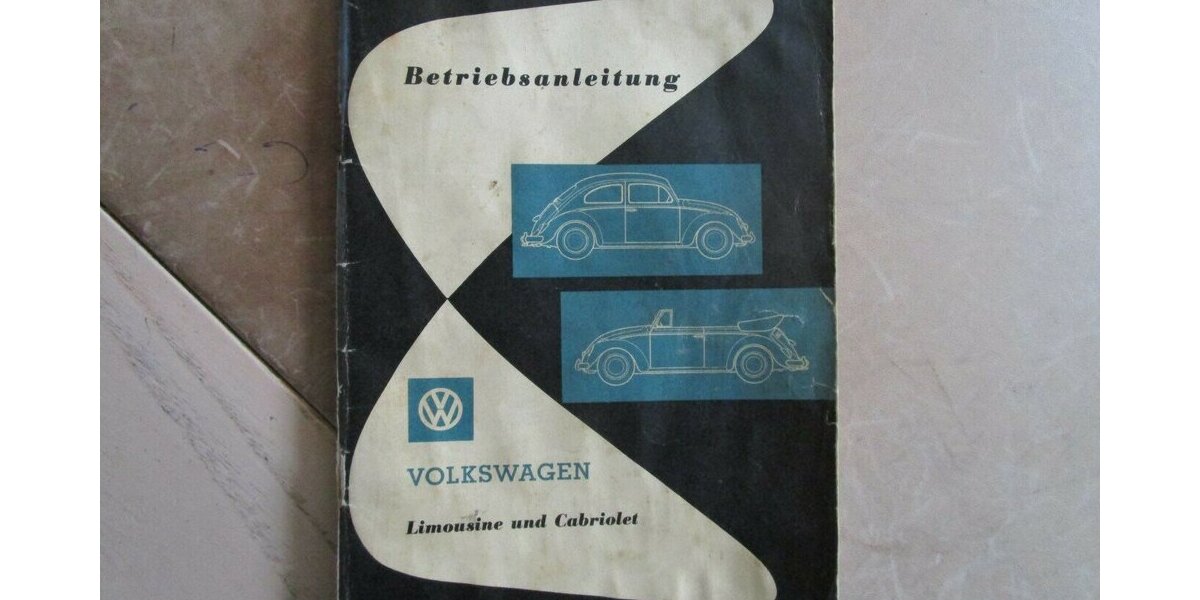 Betriebsanleitung
VW
VOLKSWAGEN
Limousine und Cabriolet